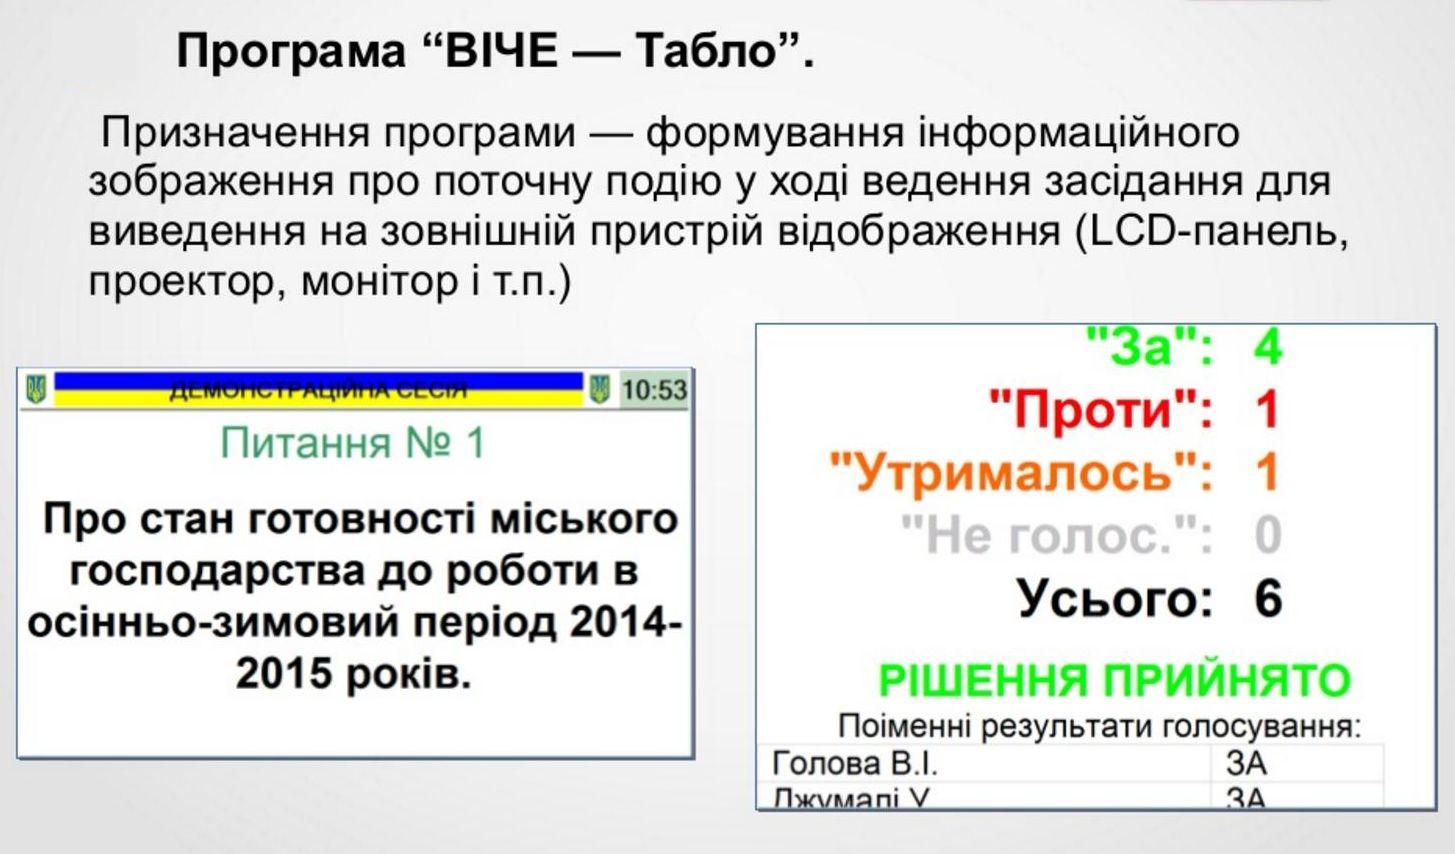 Програма “ВІЧЕ — Табло”.
Призначення програми — формування інформаційного
зображення про поточну подію у ході ведення засідання для
виведення на зовнішній пристрій відображення (LCD-панель,
проектор, монітор і т.п.)
ДЕМОНСТРАЦІЙНА СЕСІЯ 10:53
Питання № 1
Про стан готовності міського
господарства до роботи в
осінньо-зимовий період 2014-
2015 років.
"За": 4
"Проти": 1
"Утрималось": 1
"Не голос.": 0
Усього: 6
РІШЕННЯ ПРИЙНЯТО
Поіменні результати голосування:
Голова В.І. ЗА
ЗА